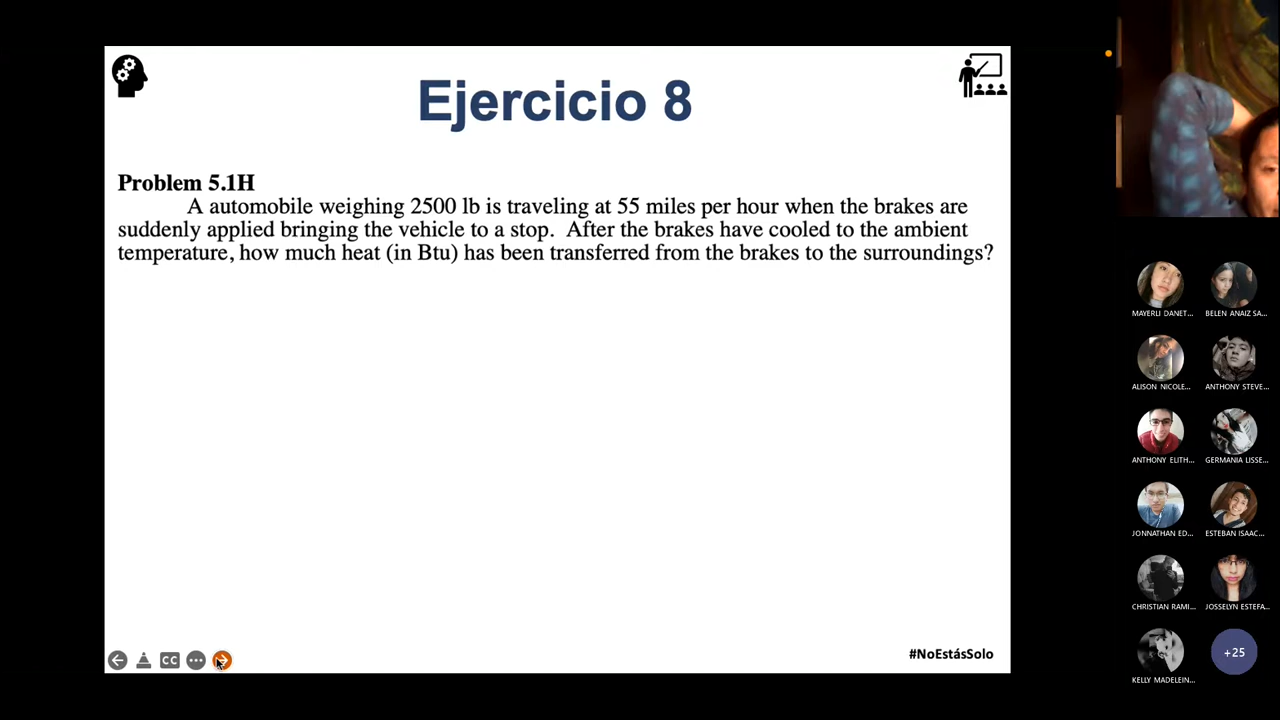 Ejercicio 8
Problem 5.1H
A automobile weighing 2500 lb is traveling at 55 miles per hour when the brakes are
suddenly applied bringing the vehicle to a stop. After the brakes have cooled to the ambient
temperature, how much heat (in Btu) has been transferred from the brakes to the surroundings?
CC
#NoEstásSolo
MAYERLI DANET...
BELEN ANAIZ SA...
ALISON NICOLE...
ANTHONY STEVE...
ANTHONY ELITH...
GERMANIA LISSE...
JONNATHAN ED...
ESTEBAN ISAAC...
CHRISTIAN RAMI...
JOSSELYN ESTEFA...
KELLY MADELEIN...
+25